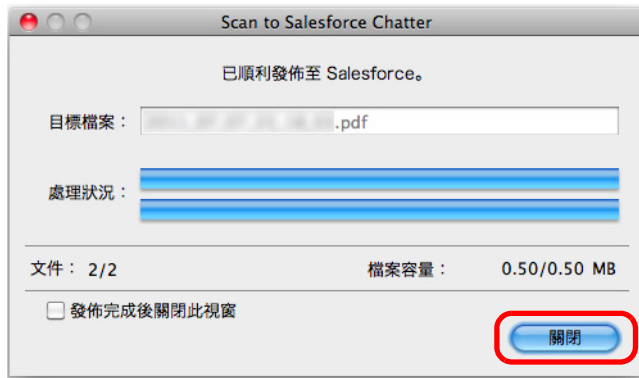 Scan to Salesforce Chatter
已順利發佈至 Salesforce。
目標檔案： .pdf
處理狀況：
文件： 2/2 檔案容量： 0.50/0.50 MB
發佈完成後關閉此視窗
關閉